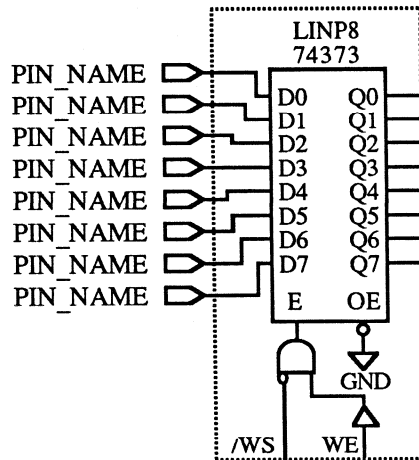 LINP8
74373
PIN_NAME
PIN_NAME D0 Q0
PIN_NAME D1 Q1
PIN_NAME D2 Q2
PIN_NAME D3 Q3
PIN_NAME D4 Q4
PIN_NAME D5 Q5
PIN_NAME D6 Q6
D7 Q7
PIN_NAME
E OE
GND
/WS WE